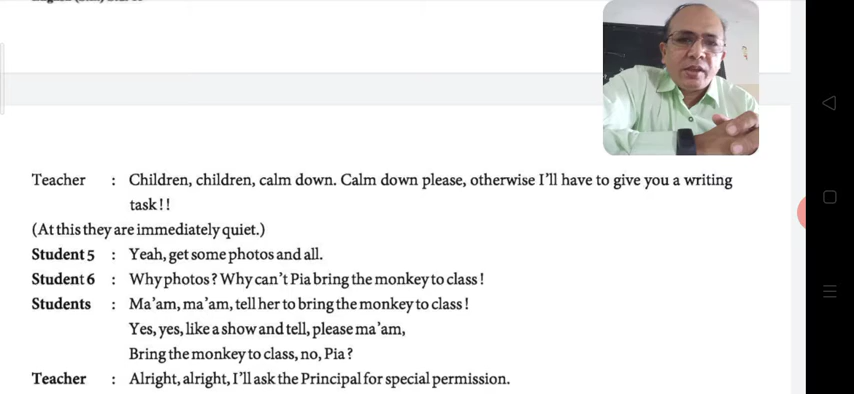 Teacher : Children, children, calm down. Calm down please, otherwise I'll have to give you a writing
task!!
(At this they are immediately quiet.)
Student 5 : Yeah, get some photos and all.
Student 6 : Why photos? Why can't Pia bring the monkey to class!
Students : Ma'am, ma'am, tell her to bring the monkey to class!
Yes, yes, like a show and tell, please ma'am,
Bring the monkey to class, no, Pia?
Teacher : Alright, alright, I'll ask the Principal for special permission.